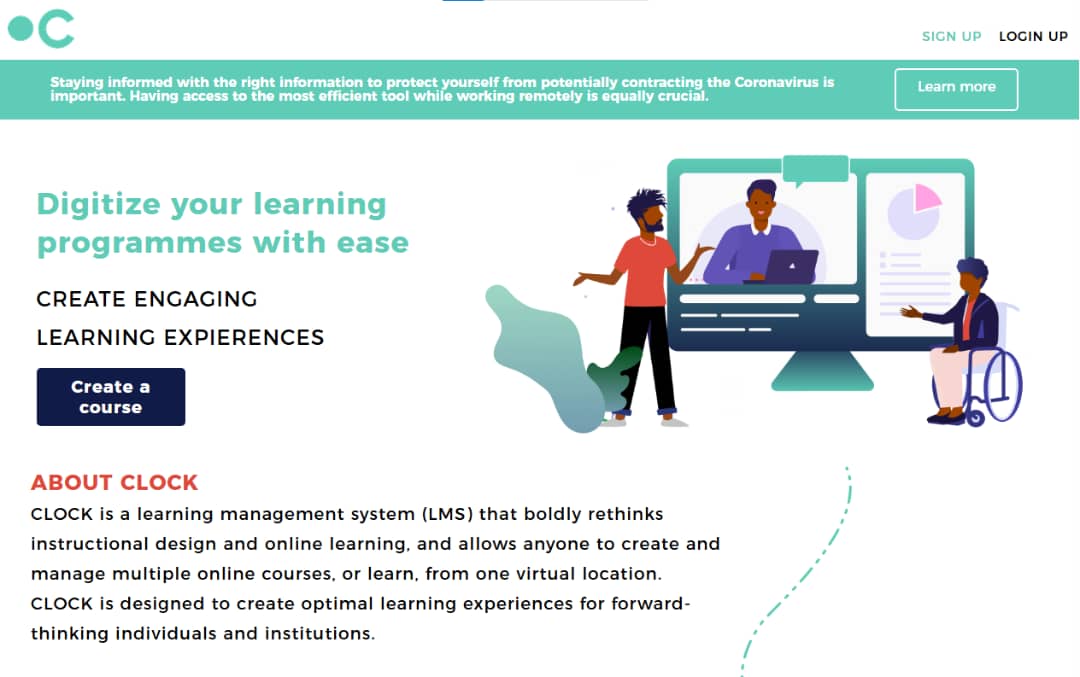 C
SIGN UP LOGIN UP
Staying informed with the right information to protect yourself from potentially contracting the Coronavirus is
important. Having access to the most efficient tool while working remotely is equally crucial.
Learn more
Digitize your learning
programmes with ease
CREATE ENGAGING
LEARNING EXPIERENCES
Create a
course
ABOUT CLOCK
CLOCK is a learning management system (LMS) that boldly rethinks
instructional design and online learning, and allows anyone to create and
manage multiple online courses, or learn, from one virtual location.
CLOCK is designed to create optimal learning experiences for forward-
thinking individuals and institutions.